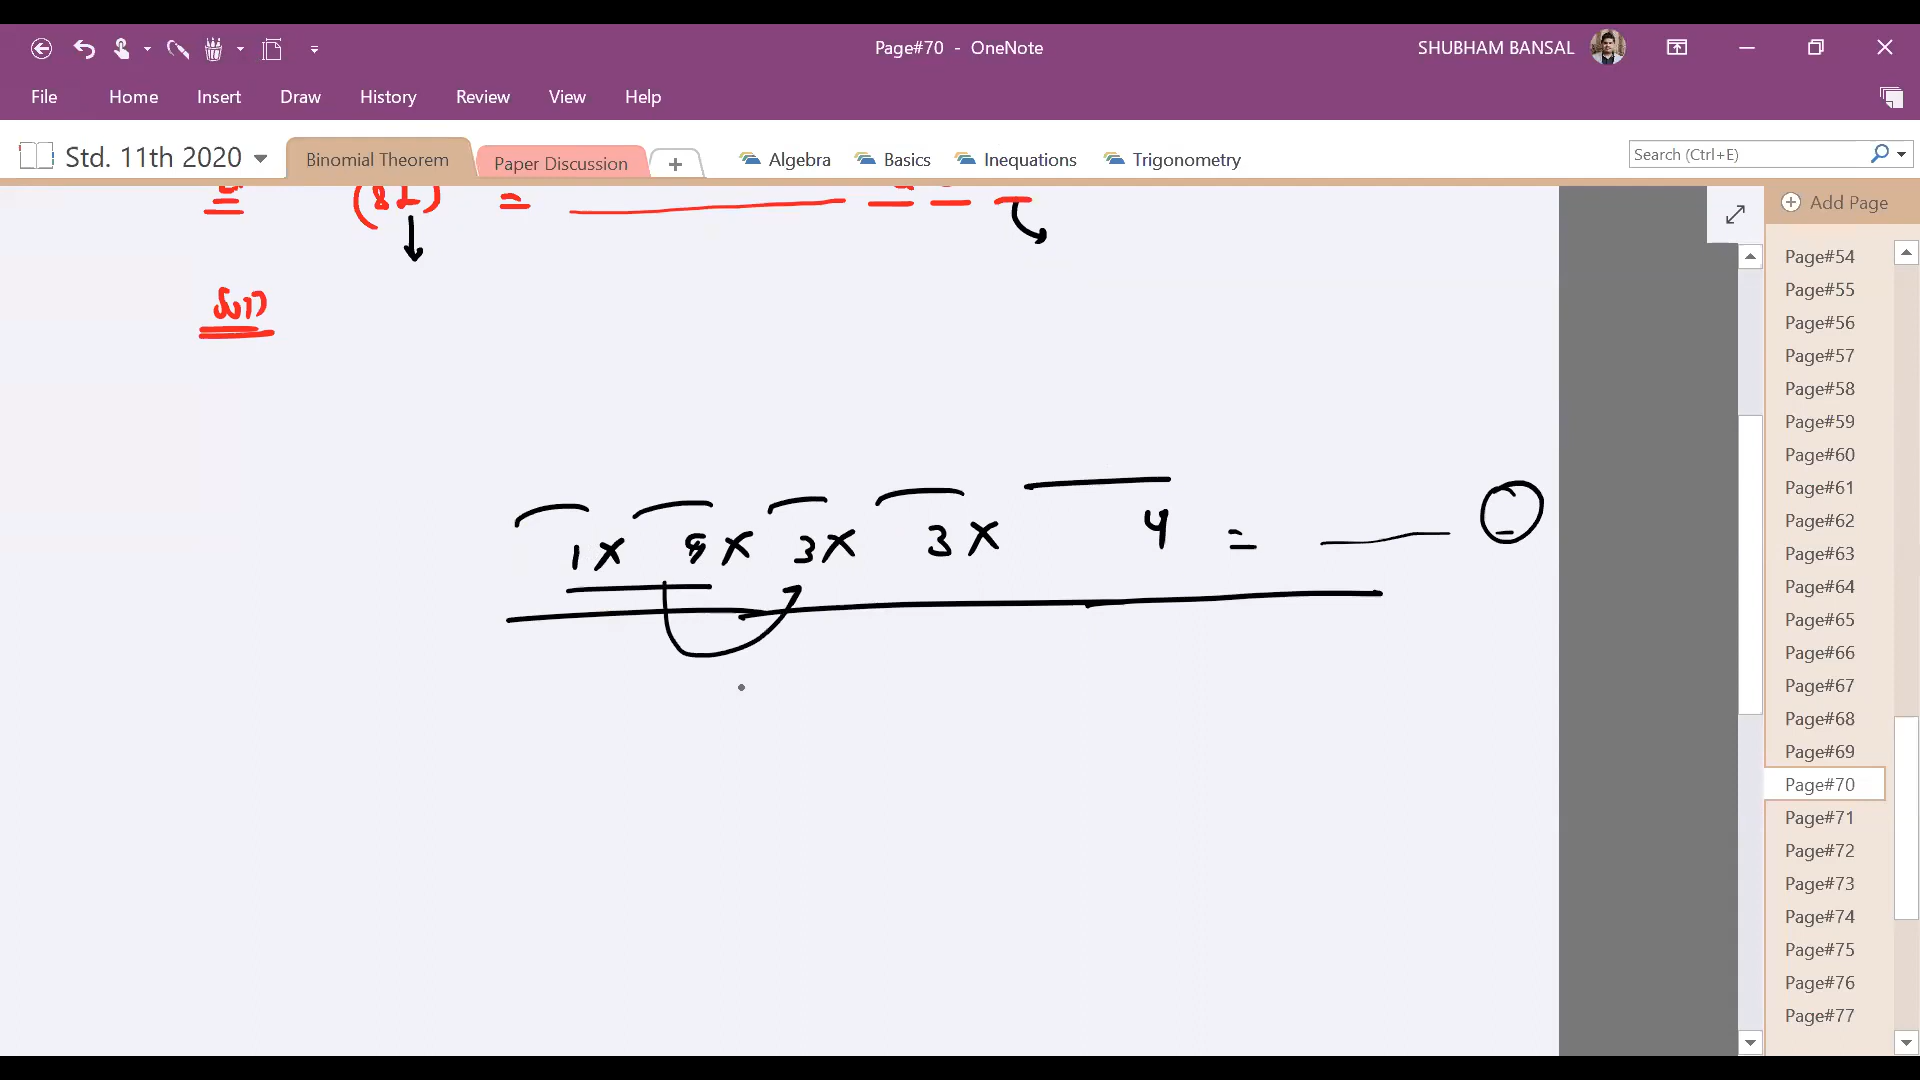 Page#70 - OneNote
SHUBHAM BANSAL
File Home Insert Draw History Review View Help
Std. 11th 2020 Binomial Theorem Paper Discussion + Algebra Basics Inequations Trigonometry
Search (Ctrl+E)
=
Add Page
Soln
1 X X 3 X 3 X 4 =
Page#54
Page#55
Page#56
Page#57
Page#58
Page#59
Page#60
Page#61
Page#62
Page#63
Page#64
Page#65
Page#66
Page#67
Page#68
Page#69
Page#70
Page#71
Page#72
Page#73
Page#74
Page#75
Page#76
Page#77